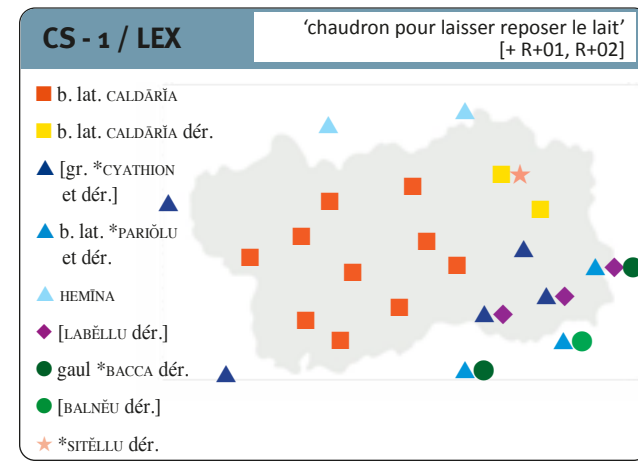 CS - 1 / LEX
‘chaudron pour laisser reposer le lait’
[+ R+01, R+02]
b. lat. CALDĀRĬA
b. lat. CALDĀRĬA dér.
[gr. *CYATHION
et dér.]
b. lat. *PARIŎLU
et dér.
HEMĪNA
[LABĔLLU dér.]
gaul *BACCA dér.
[BALNĔU dér.]
*SITĔLLU dér.